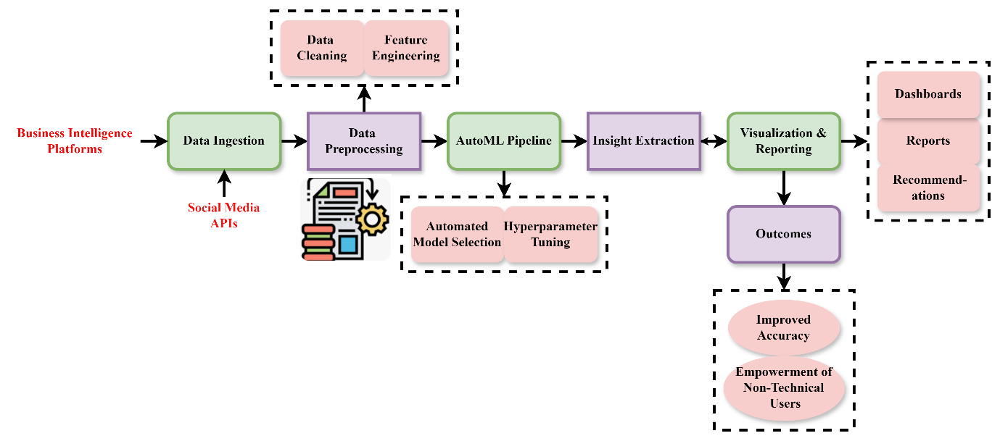 Data
Cleaning
Feature
Engineering
Business Intelligence
Platforms
Data Ingestion
Data
Preprocessing
AutoML Pipeline
Insight Extraction
Visualization &
Reporting
Dashboards
Reports
Recommend-
ations
Social Media
APIs
Automated
Model Selection
Hyperparameter
Tuning
Outcomes
Improved
Accuracy
Empowerment of
Non-Technical
Users